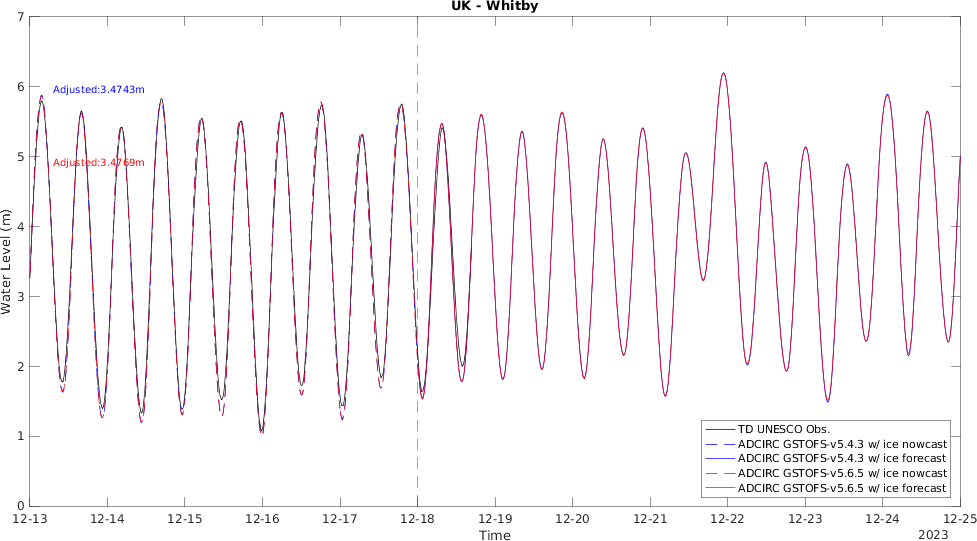 UK - Whitby
7
6
5
4
3
2
1
0
Water Level (m)
Adjusted:3.4743m
Adjusted:3.4769m
TD UNESCO Obs.
ADCIRC GSTOFS-v5.4.3 w/ ice nowcast
ADCIRC GSTOFS-v5.4.3 w/ ice forecast
ADCIRC GSTOFS-v5.6.5 w/ ice nowcast
ADCIRC GSTOFS-v5.6.5 w/ ice forecast
12-13 12-14 12-15 12-16 12-17 12-18 12-19 12-20 12-21 12-22 12-23 12-24 12-25
Time
2023